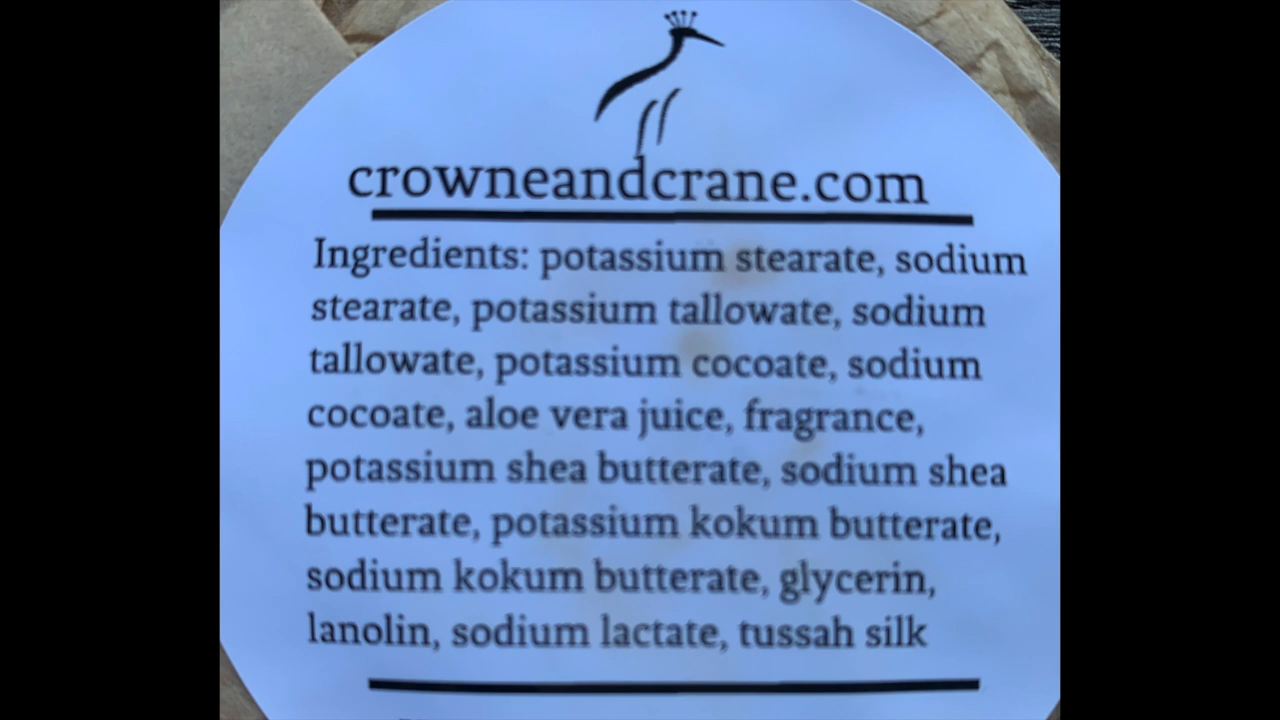 crowneandcrane.com
Ingredients: potassium stearate, sodium
stearate, potassium tallowate, sodium
tallowate, potassium cocoate, sodium
cocoate, aloe vera juice, fragrance,
potassium shea butterate, sodium shea
butterate, potassium kokum butterate,
sodium kokum butterate, glycerin,
lanolin, sodium lactate, tussah silk